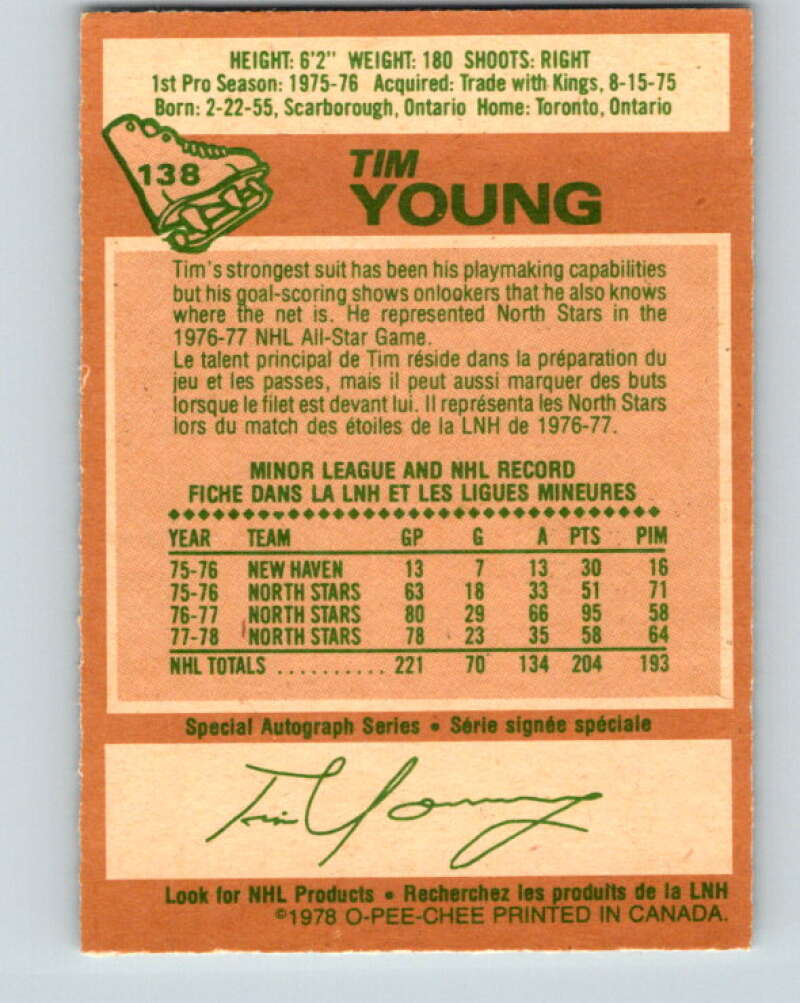 HEIGHT: 6'2" WEIGHT: 180 SHOOTS: RIGHT
1st Pro Season: 1975-76 Acquired: Trade with Kings, 8-15-75
Born: 2-22-55, Scarborough, Ontario Home: Toronto, Ontario
138
TIM
YOUNG
Tim's strongest suit has been his playmaking capabilities
but his goal-scoring shows onlookers that he also knows
where the net is. He represented North Stars in the
1976-77 NHL All-Star Game.
Le talent principal de Tim réside dans la préparation du
jeu et les passes, mais il peut aussi marquer des buts
lorsque le filet est devant lui. Il représenta les North Stars
lors du match des étoiles de la LNH de 1976-77.
MINOR LEAGUE AND NHL RECORD
FICHE DANS LA LNH ET LES LIGUES MINEURES
YEAR TEAM GP G A PTS PIM
75-76 NEW HAVEN 13 7 13 30 16
75-76 NORTH STARS 63 18 33 51 71
76-77 NORTH STARS 80 29 66 95 58
77-78 NORTH STARS 78 23 35 58 64
NHL TOTALS .......... 221 70 134 204 193
Special Autograph Series • Série signée spéciale
Tim Young
Look for NHL Products • Recherchez les produits de la LNH
©1978 O-PEE-CHEE PRINTED IN CANADA.